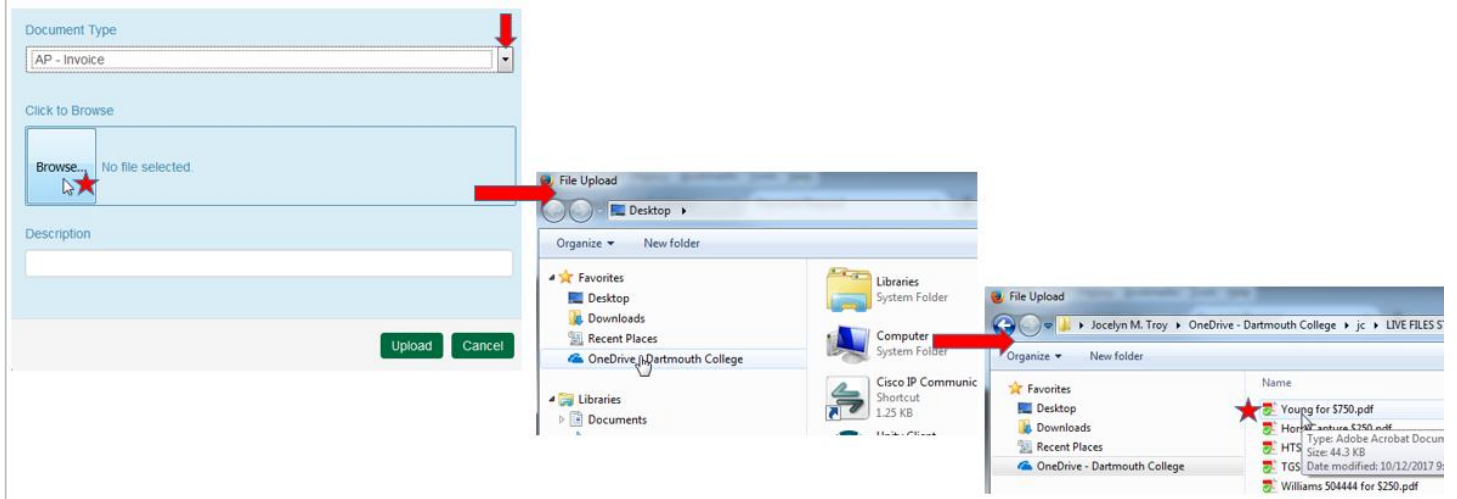 Document Type
AP - Invoice
Click to Browse
Browse... No file selected.
Description
Upload Cancel
File Upload
Desktop
Organize New folder
Favorites
Desktop
Downloads
Recent Places
OneDrive - Dartmouth College
Libraries
Documents
Libraries
System Folder
Computer
System Folder
Cisco IP Communic
Shortcut
1.25 KB
File Upload
Jocelyn M. Troy OneDrive - Dartmouth College jc LIVE FILES S
Organize New folder
Favorites
Desktop
Downloads
Recent Places
OneDrive - Dartmouth College
Name
Young for $750.pdf
HTS
TGS
Williams 504444 for $250.pdf
Type: Adobe Acrobat Docum
Size: 44.3 KB
Date modified: 10/12/2017 9: